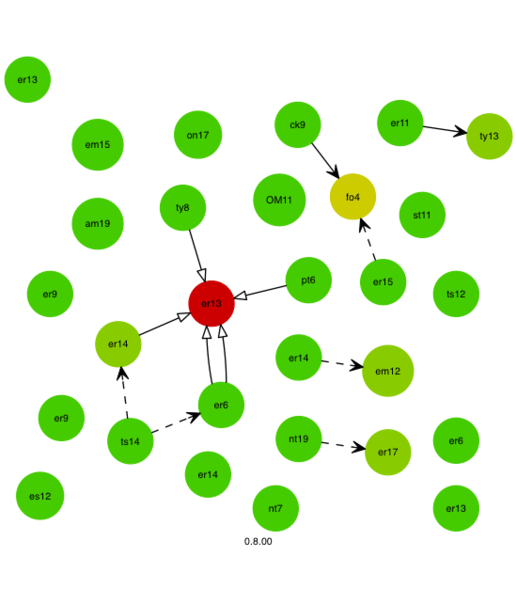 er13
em15
on17
ck9
er11
ty13
ty8
OM11
fo4
st11
am19
er9
er13
pt6
er15
ts12
er14
er14
em12
er9
ts14
er6
nt19
er17
er6
es12
er14
nt7
er13
0.8.00